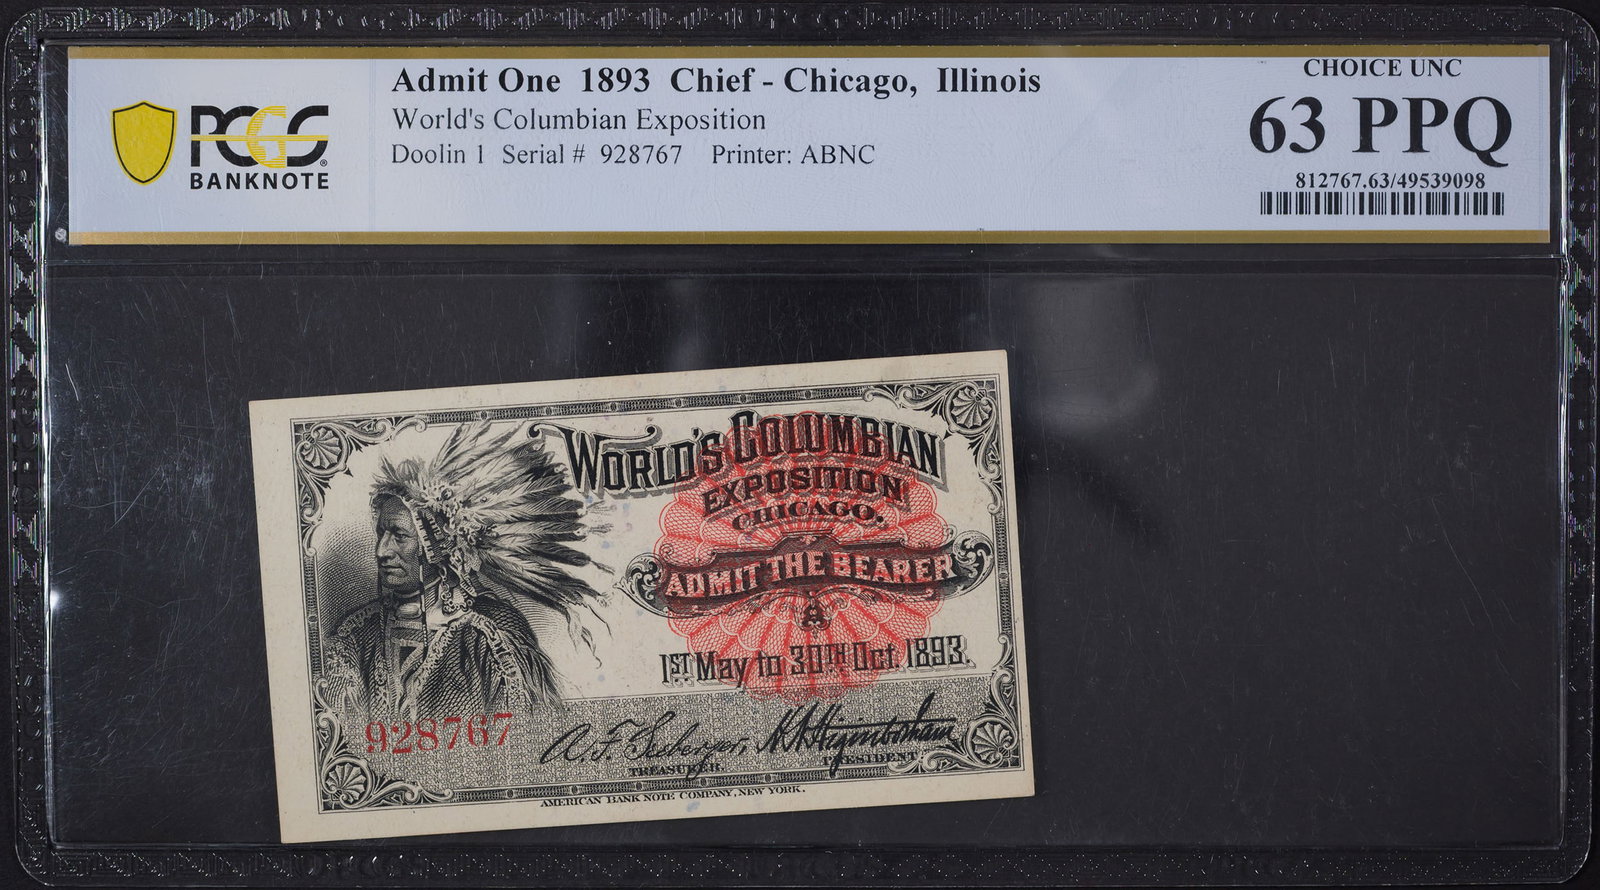 Admit One 1893 Chief - Chicago, Illinois
World's Columbian Exposition
Doolin 1 Serial # 928767 Printer: ABNC
PCGS
BANKNOTE
CHOICE UNC
63 PPQ
812767.63/49539098
WORLD'S COLUMBIAN
EXPOSITION
CHICAGO.
ADMIT THE BEARER
A
1ST May to 30TH Oct. 1893.
928767
A. F. Seeberger, H. N. Higinbotham
TREASURER. PRESIDENT.
AMERICAN BANK NOTE COMPANY, NEW YORK.